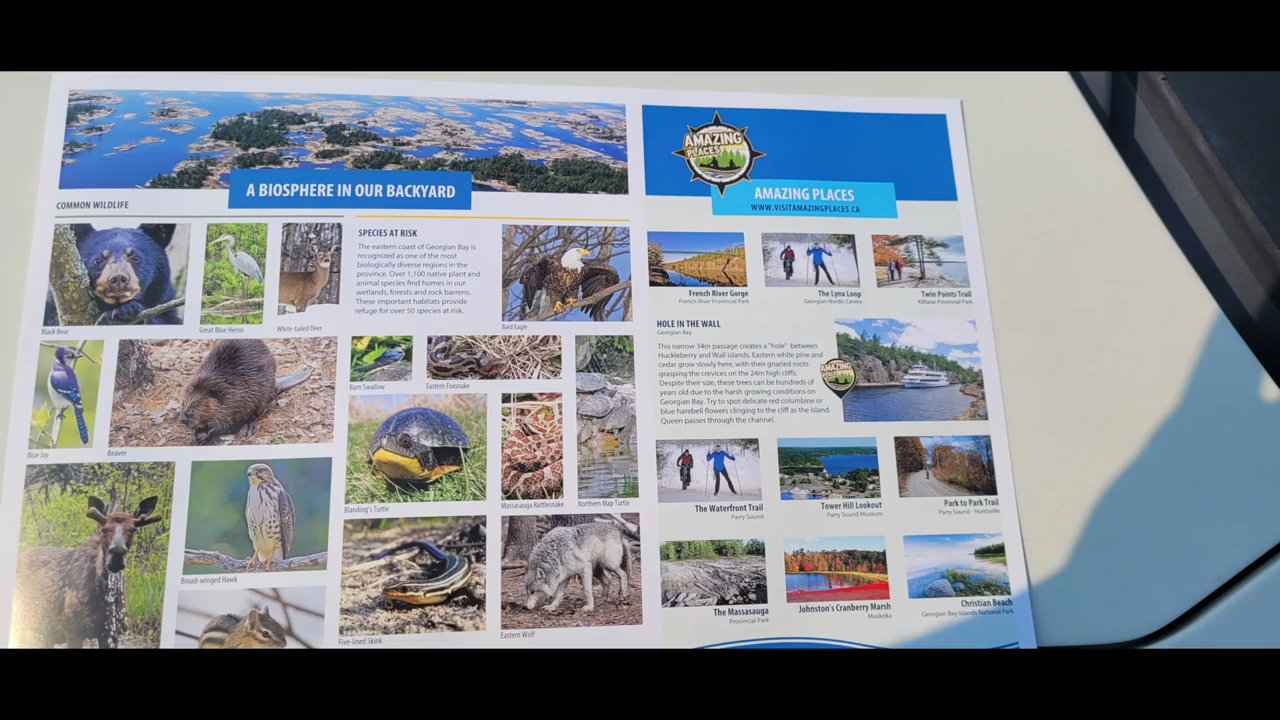 A BIOSPHERE IN OUR BACKYARD
COMMON WILDLIFE
Black Bear
Great Blue Heron
White-tailed Deer
Blue Jay
Beaver
Broad-winged Hawk
SPECIES AT RISK
The eastern coast of Georgian Bay is
recognized as one of the most
biologically diverse regions in the
province. Over 1,100 native plant and
animal species find homes in our
wetlands, forests and rock barrens.
These important habitats provide
refuge for over 50 species at risk.
Bald Eagle
Barn Swallow
Eastern Foxsnake
Blanding's Turtle
Massasauga Rattlesnake
Northern Map Turtle
Five-lined Skink
Eastern Wolf
AMAZING
PLACES
AMAZING PLACES
WWW.VISITAMAZINGPLACES.CA
French River Gorge
French River Provincial Park
The Lynx Loop
Georgian Nordic Centre
Twin Points Trail
Killbear Provincial Park
HOLE IN THE WALL
Georgian Bay
This narrow 34m passage creates a "hole" between
Huckleberry and Wall islands. Eastern white pine and
cedar grow slowly here, with their gnarled roots
grasping the crevices on the 24m high cliffs.
Despite their size, these trees can be hundreds of
years old due to the harsh growing conditions on
Georgian Bay. Try to spot delicate red columbine or
blue harebell flowers clinging to the cliff as the Island
Queen passes through the channel.
AMAZING
PLACES
The Waterfront Trail
Parry Sound
Tower Hill Lookout
Parry Sound Museum
Park to Park Trail
Parry Sound - Huntsville
The Massasauga
Provincial Park
Johnston's Cranberry Marsh
Muskoka
Christian Beach
Georgian Bay Islands National Park